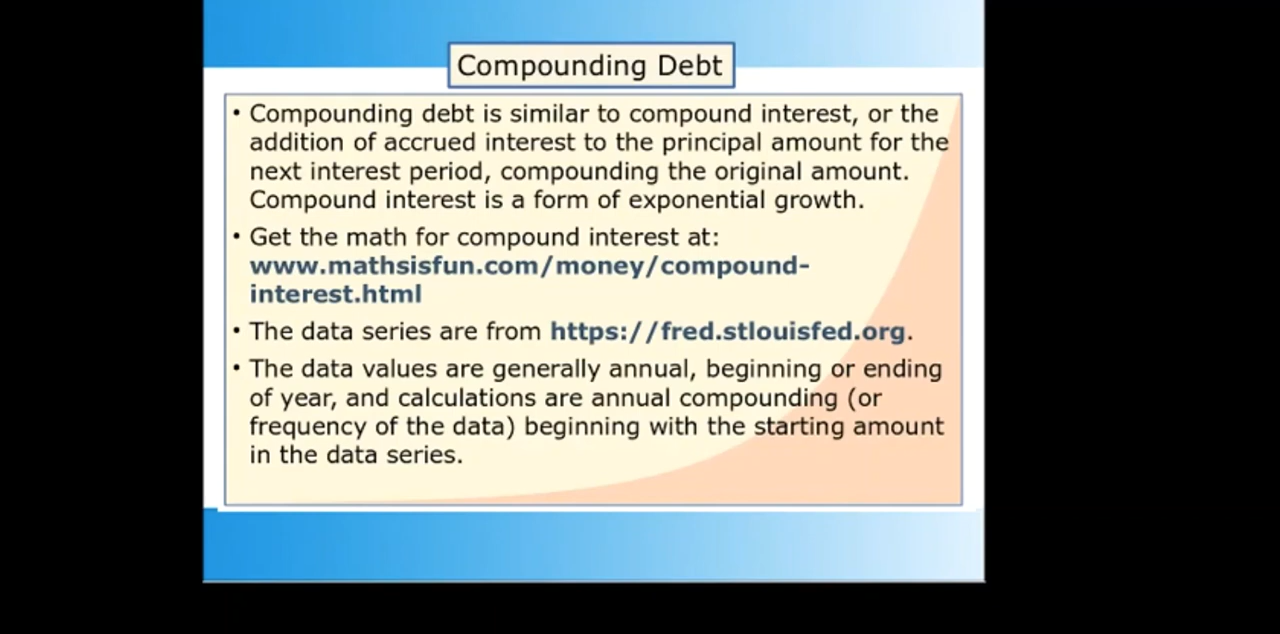 Compounding Debt
• Compounding debt is similar to compound interest, or the
addition of accrued interest to the principal amount for the
next interest period, compounding the original amount.
Compound interest is a form of exponential growth.
• Get the math for compound interest at:
www.mathsisfun.com/money/compound-
interest.html
• The data series are from https://fred.stlouisfed.org.
• The data values are generally annual, beginning or ending
of year, and calculations are annual compounding (or
frequency of the data) beginning with the starting amount
in the data series.